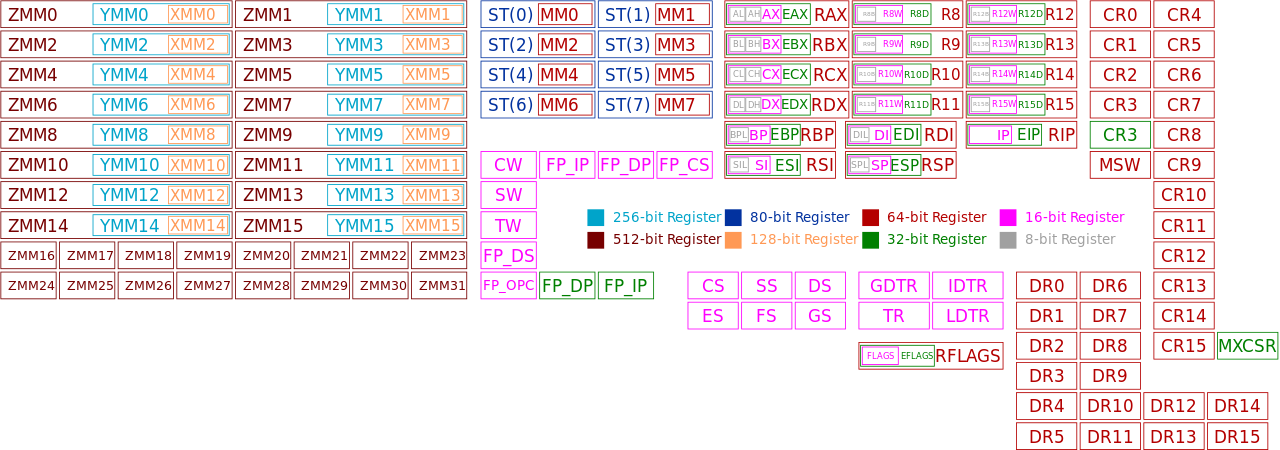 ZMM0 YMM0 XMM0 ZMM1 YMM1 XMM1 ST(0) MM0 ST(1) MM1 AL AH AX EAX RAX R8B R8W R8D R8 R12B R12W R12D R12 CR0 CR4
ZMM2 YMM2 XMM2 ZMM3 YMM3 XMM3 ST(2) MM2 ST(3) MM3 BL BH BX EBX RBX R9B R9W R9D R9 R13B R13W R13D R13 CR1 CR5
ZMM4 YMM4 XMM4 ZMM5 YMM5 XMM5 ST(4) MM4 ST(5) MM5 CL CH CX ECX RCX R10B R10W R10D R10 R14B R14W R14D R14 CR2 CR6
ZMM6 YMM6 XMM6 ZMM7 YMM7 XMM7 ST(6) MM6 ST(7) MM7 DL DH DX EDX RDX R11B R11W R11D R11 R15B R15W R15D R15 CR3 CR7
ZMM8 YMM8 XMM8 ZMM9 YMM9 XMM9 BPL BP EBP RBP DIL DI EDI RDI IP EIP RIP CR3 CR8
ZMM10 YMM10 XMM10 ZMM11 YMM11 XMM11 CW FP_IP FP_DP FP_CS SIL SI ESI RSI SPL SP ESP RSP MSW CR9
ZMM12 YMM12 XMM12 ZMM13 YMM13 XMM13 SW CR10
ZMM14 YMM14 XMM14 ZMM15 YMM15 XMM15 TW 256-bit Register 80-bit Register 64-bit Register 16-bit Register CR11
512-bit Register 128-bit Register 32-bit Register 8-bit Register
ZMM16 ZMM17 ZMM18 ZMM19 ZMM20 ZMM21 ZMM22 ZMM23 FP_DS CR12
ZMM24 ZMM25 ZMM26 ZMM27 ZMM28 ZMM29 ZMM30 ZMM31 FP_OPC FP_DP FP_IP CS SS DS GDTR IDTR DR0 DR6 CR13
ES FS GS TR LDTR DR1 DR7 CR14
FLAGS EFLAGS RFLAGS DR2 DR8 CR15 MXCSR
DR3 DR9
DR4 DR10 DR12 DR14
DR5 DR11 DR13 DR15